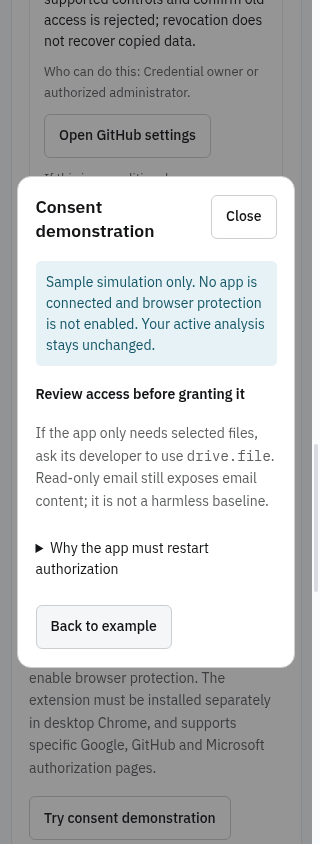 access is rejected; revocation does
not recover copied data.
Who can do this: Credential owner or
authorized administrator.
Open GitHub settings
Consent
demonstration
Close
Sample simulation only. No app is
connected and browser protection
is not enabled. Your active analysis
stays unchanged.
Review access before granting it
If the app only needs selected files,
ask its developer to use drive.file.
Read-only email still exposes email
content; it is not a harmless baseline.
▶ Why the app must restart
authorization
Back to example
enable browser protection. The
extension must be installed separately
in desktop Chrome, and supports
specific Google, GitHub and Microsoft
authorization pages.
Try consent demonstration